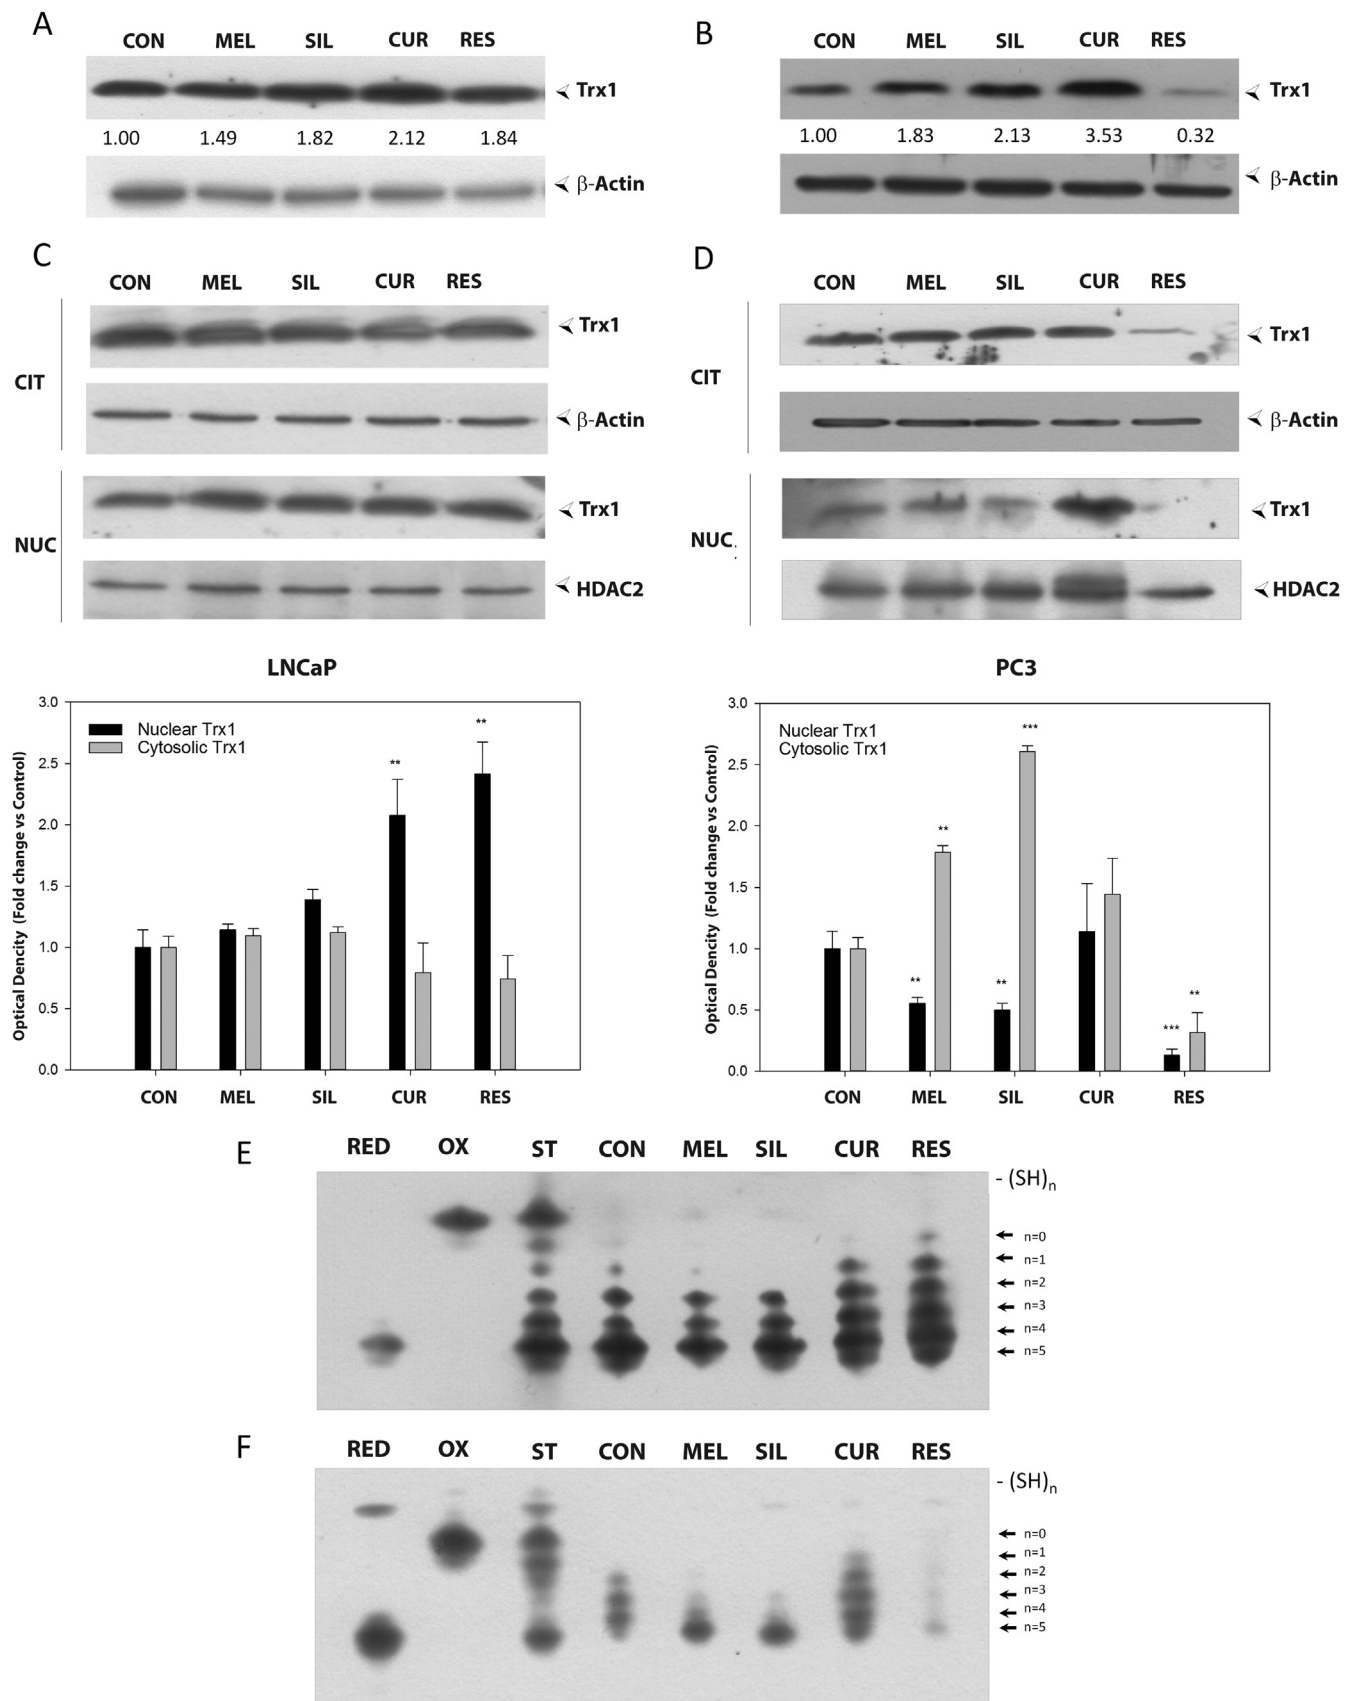 A
CON MEL SIL CUR RES
Trx1
1.00 1.49 1.82 2.12 1.84
β-Actin
B
CON MEL SIL CUR RES
Trx1
1.00 1.83 2.13 3.53 0.32
β-Actin
C
CON MEL SIL CUR RES
CIT
Trx1
β-Actin
NUC
Trx1
HDAC2
D
CON MEL SIL CUR RES
CIT
Trx1
β-Actin
NUC
Trx1
HDAC2
LNCaP
Optical Dencity (Fold change vs Control)
3.0
2.5
2.0
1.5
1.0
0.5
0.0
Nuclear Trx1
Cytosolic Trx1
**
**
CON MEL SIL CUR RES
PC3
Optical Dencity (Fold change vs Control)
3.0
2.5
2.0
1.5
1.0
0.5
0.0
Nuclear Trx1
Cytosolic Trx1
**
**
**
***
***
**
CON MEL SIL CUR RES
E
RED OX ST CON MEL SIL CUR RES
- (SH)n
n=0
n=1
n=2
n=3
n=4
n=5
F
RED OX ST CON MEL SIL CUR RES
- (SH)n
n=0
n=1
n=2
n=3
n=4
n=5